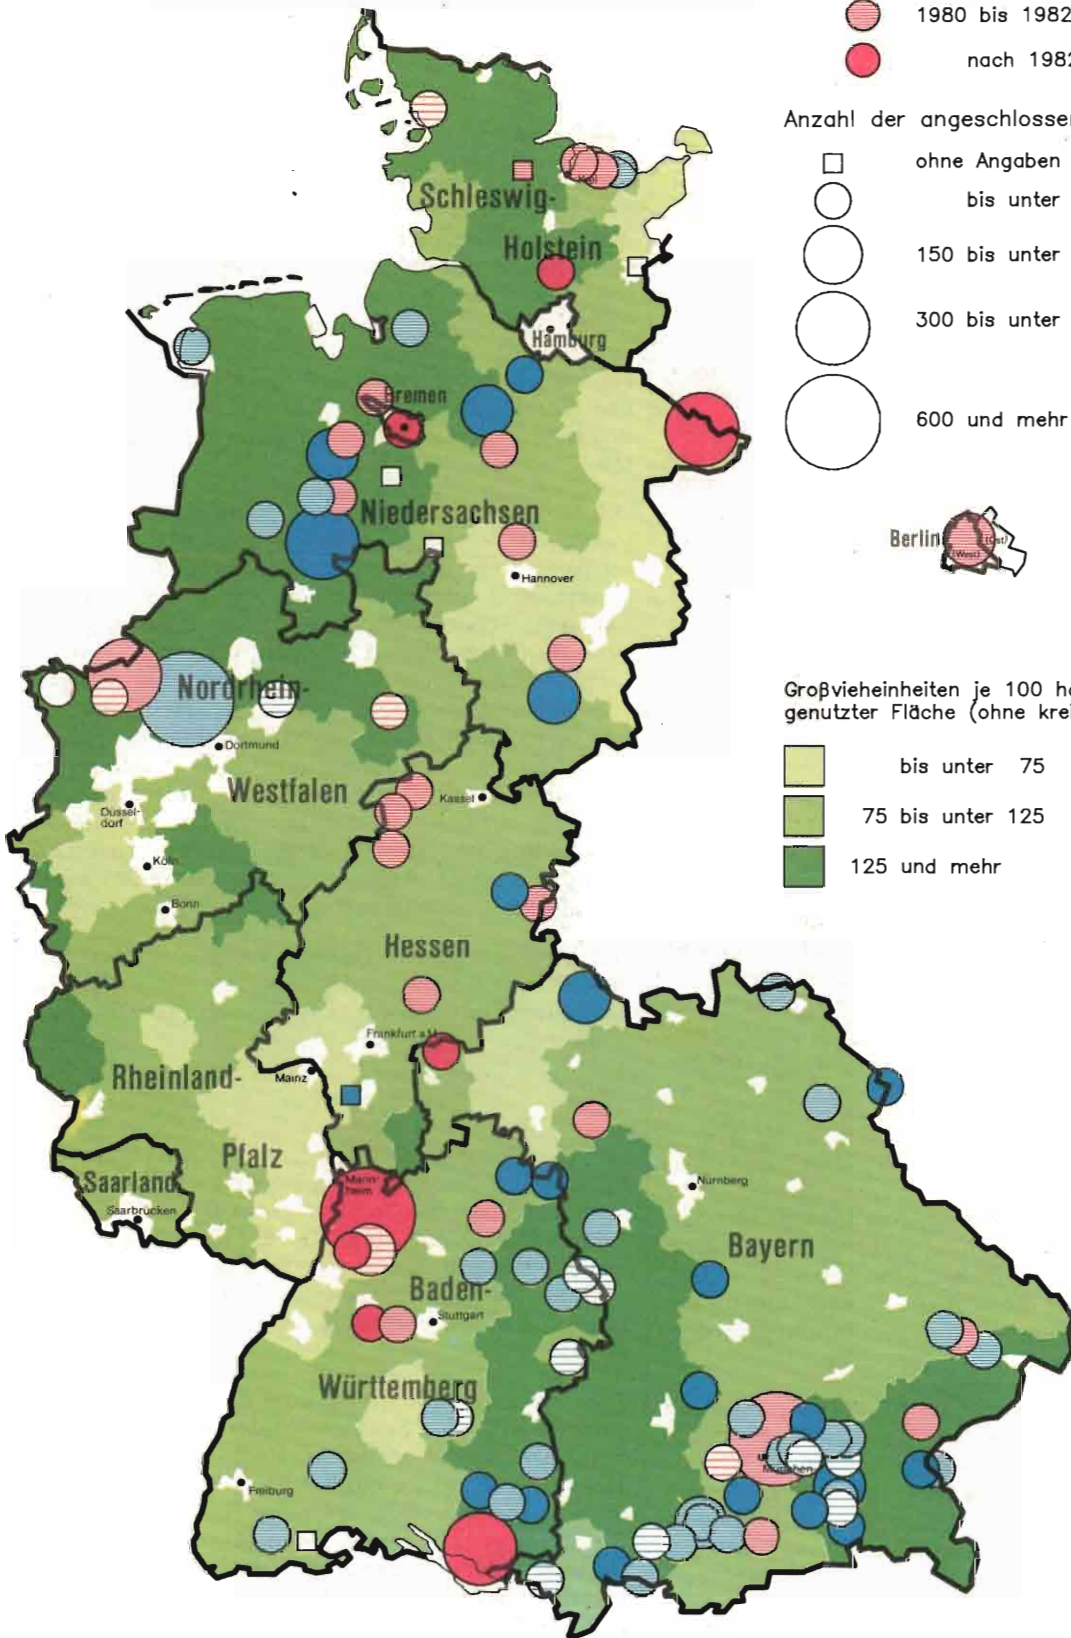 1980 bis 1982
nach 1982
Anzahl der angeschlossen
ohne Angaben
bis unter
150 bis unter
300 bis unter
600 und mehr
Berlin
(West)
(Ost)
Großvieheinheiten je 100 ha
genutzter Fläche (ohne krei
bis unter 75
75 bis unter 125
125 und mehr
Schleswig-
Holstein
Hamburg
Bremen
Niedersachsen
Hannover
Nordrhein-
Dortmund
Westfalen
Kassel
Düssel-
dorf
Köln
Bonn
Hessen
Frankfurt a.M.
Rheinland-
Mainz
Pfalz
Saarland
Saarbrücken
Mann-
heim
Nürnberg
Bayern
Baden-
Stuttgart
Württemberg
München
Freiburg